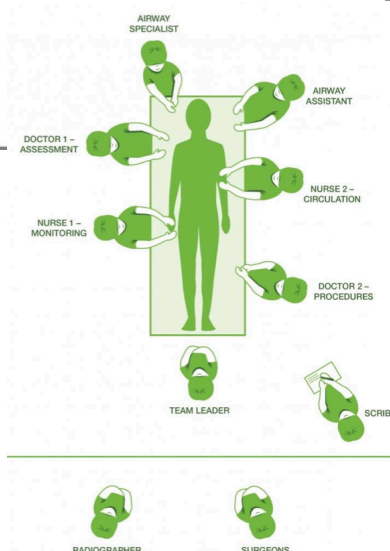 AIRWAY
SPECIALIST
AIRWAY
ASSISTANT
DOCTOR 1 –
ASSESSMENT
NURSE 2 –
CIRCULATION
NURSE 1 –
MONITORING
DOCTOR 2 –
PROCEDURES
TEAM LEADER
SCRIB
RADIOGRAPHER
SURGEONS